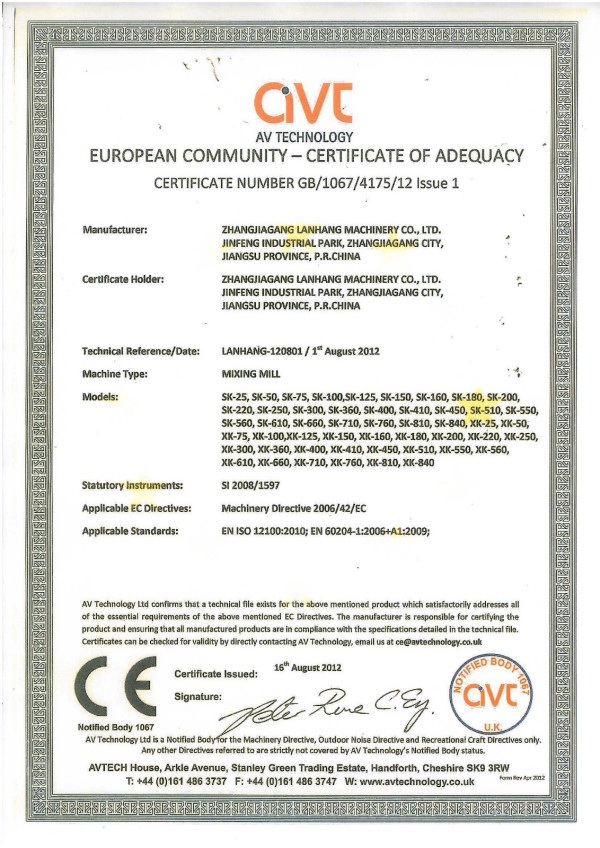 avt
AV TECHNOLOGY
EUROPEAN COMMUNITY – CERTIFICATE OF ADEQUACY
CERTIFICATE NUMBER GB/1067/4175/12 Issue 1
Manufacturer: ZHANGJIAGANG LANHANG MACHINERY CO., LTD.
JINFENG INDUSTRIAL PARK, ZHANGJIAGANG CITY,
JIANGSU PROVINCE, P.R.CHINA
Certificate Holder: ZHANGJIAGANG LANHANG MACHINERY CO., LTD.
JINFENG INDUSTRIAL PARK, ZHANGJIAGANG CITY,
JIANGSU PROVINCE, P.R.CHINA
Technical Reference/Date: LANHANG-120801 / 1st August 2012
Machine Type: MIXING MILL
Models: SK-25, SK-50, SK-75, SK-100,SK-125, SK-150, SK-160, SK-180, SK-200,
SK-220, SK-250, SK-300, SK-360, SK-400, SK-410, SK-450, SK-510, SK-550,
SK-560, SK-610, SK-660, SK-710, SK-760, SK-810, SK-840, XK-25, XK-50,
XK-75, XK-100,XK-125, XK-150, XK-160, XK-180, XK-200, XK-220, XK-250,
XK-300, XK-360, XK-400, XK-410, XK-450, XK-510, XK-550, XK-560,
XK-610, XK-660, XK-710, XK-760, XK-810, XK-840
Statutory Instruments: SI 2008/1597
Applicable EC Directives: Machinery Directive 2006/42/EC
Applicable Standards: EN ISO 12100:2010; EN 60204-1:2006+A1:2009;
AV Technology Ltd confirms that a technical file exists for the above mentioned product which satisfactorily addresses all
of the essential requirements of the above mentioned EC Directives. The manufacturer is responsible for certifying the
product and ensuring that all manufactured products are in compliance with the specifications detailed in the technical file.
Certificates can be checked for validity by directly contacting AV Technology, email us at ce@avtechnology.co.uk
CE
Notified Body 1067
Certificate Issued: 16th August 2012
Signature:
NOTIFIED BODY 1067
avt
U.K.
AV Technology Ltd is a Notified Body for the Machinery Directive, Outdoor Noise Directive and Recreational Craft Directives only.
Any other Directives referred to are strictly not covered by AV Technology's Notified Body status.
AVTECH House, Arkle Avenue, Stanley Green Trading Estate, Handforth, Cheshire SK9 3RW
T: +44 (0)161 486 3737 F: +44 (0)161 486 3747 W: www.avtechnology.co.uk
Form Rev Apr 2012